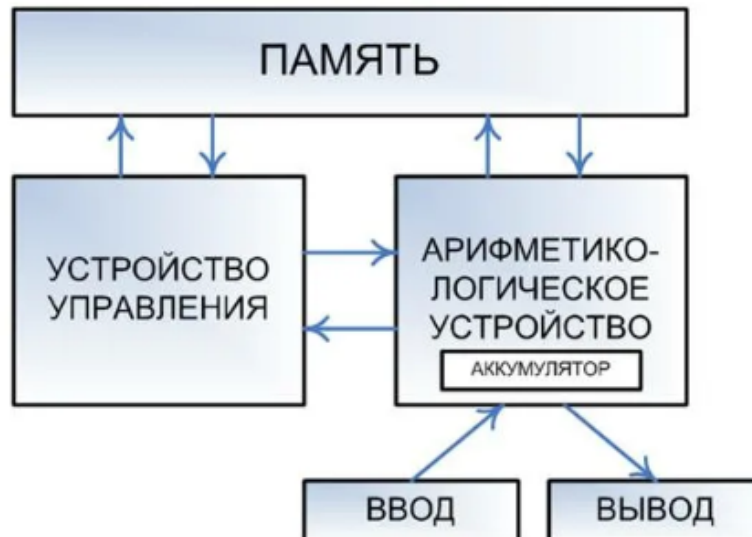 ПАМЯТЬ
УСТРОЙСТВО
УПРАВЛЕНИЯ
АРИФМЕТИКО-
ЛОГИЧЕСКОЕ
УСТРОЙСТВО
АККУМУЛЯТОР
ВВОД
ВЫВОД